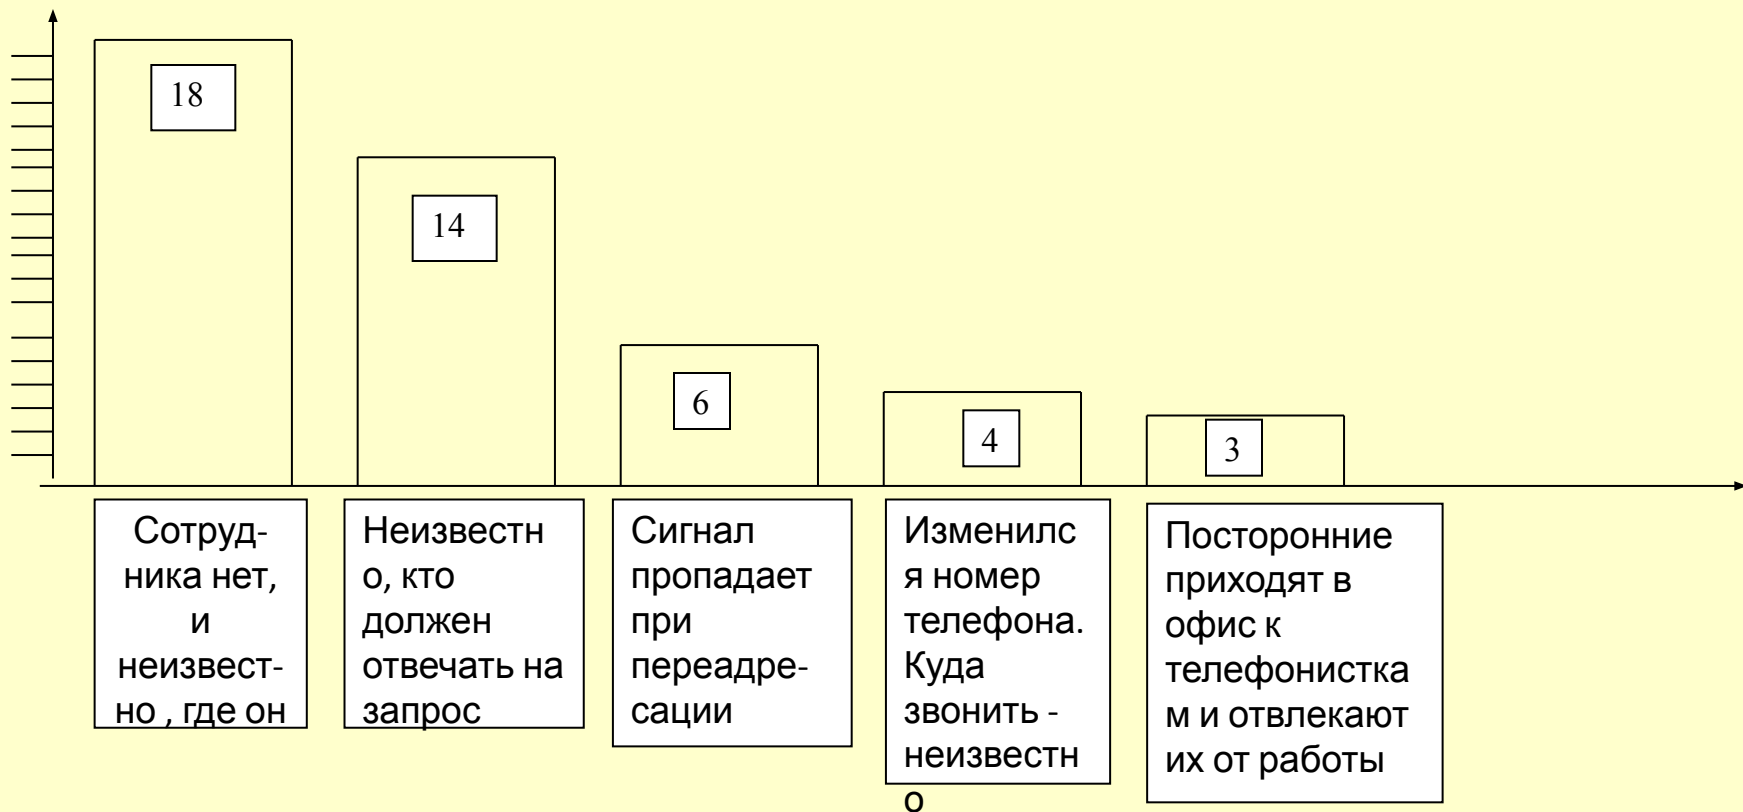 18
14
6
4
3
Сотруд-
ника нет,
и
неизвест-
но , где он
Неизвестн
о, кто
должен
отвечать на
запрос
Сигнал
пропадает
при
переадре-
сации
Изменилс
я номер
телефона.
Куда
звонить -
неизвестн
о
Посторонние
приходят в
офис к
телефонистка
м и отвлекают
их от работы